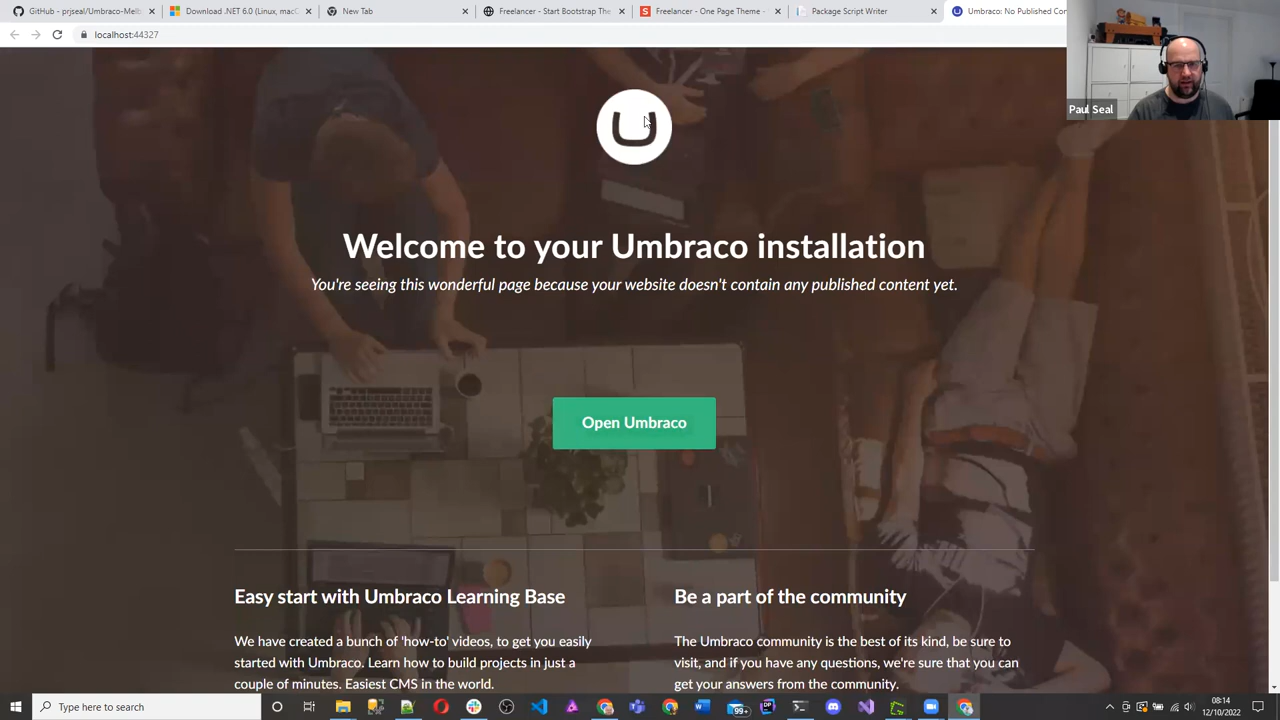 GitHub - prjseal/Umbraco-Melb
Download .NET 6.0 (Linux, macO
New Tab
Freelancer - Start Bootstrap The
Freelancer - One Page Theme -
Package Script Writer
Umbraco: No Published Con
localhost:44327
Paul Seal
Welcome to your Umbraco installation
You're seeing this wonderful page because your website doesn't contain any published content yet.
Open Umbraco
Easy start with Umbraco Learning Base
We have created a bunch of 'how-to' videos, to get you easily
started with Umbraco. Learn how to build projects in just a
couple of minutes. Easiest CMS in the world.
Be a part of the community
The Umbraco community is the best of its kind, be sure to
visit, and if you have any questions, we're sure that you can
get your answers from the community.
Type here to search
99+
08:14
12/10/2022